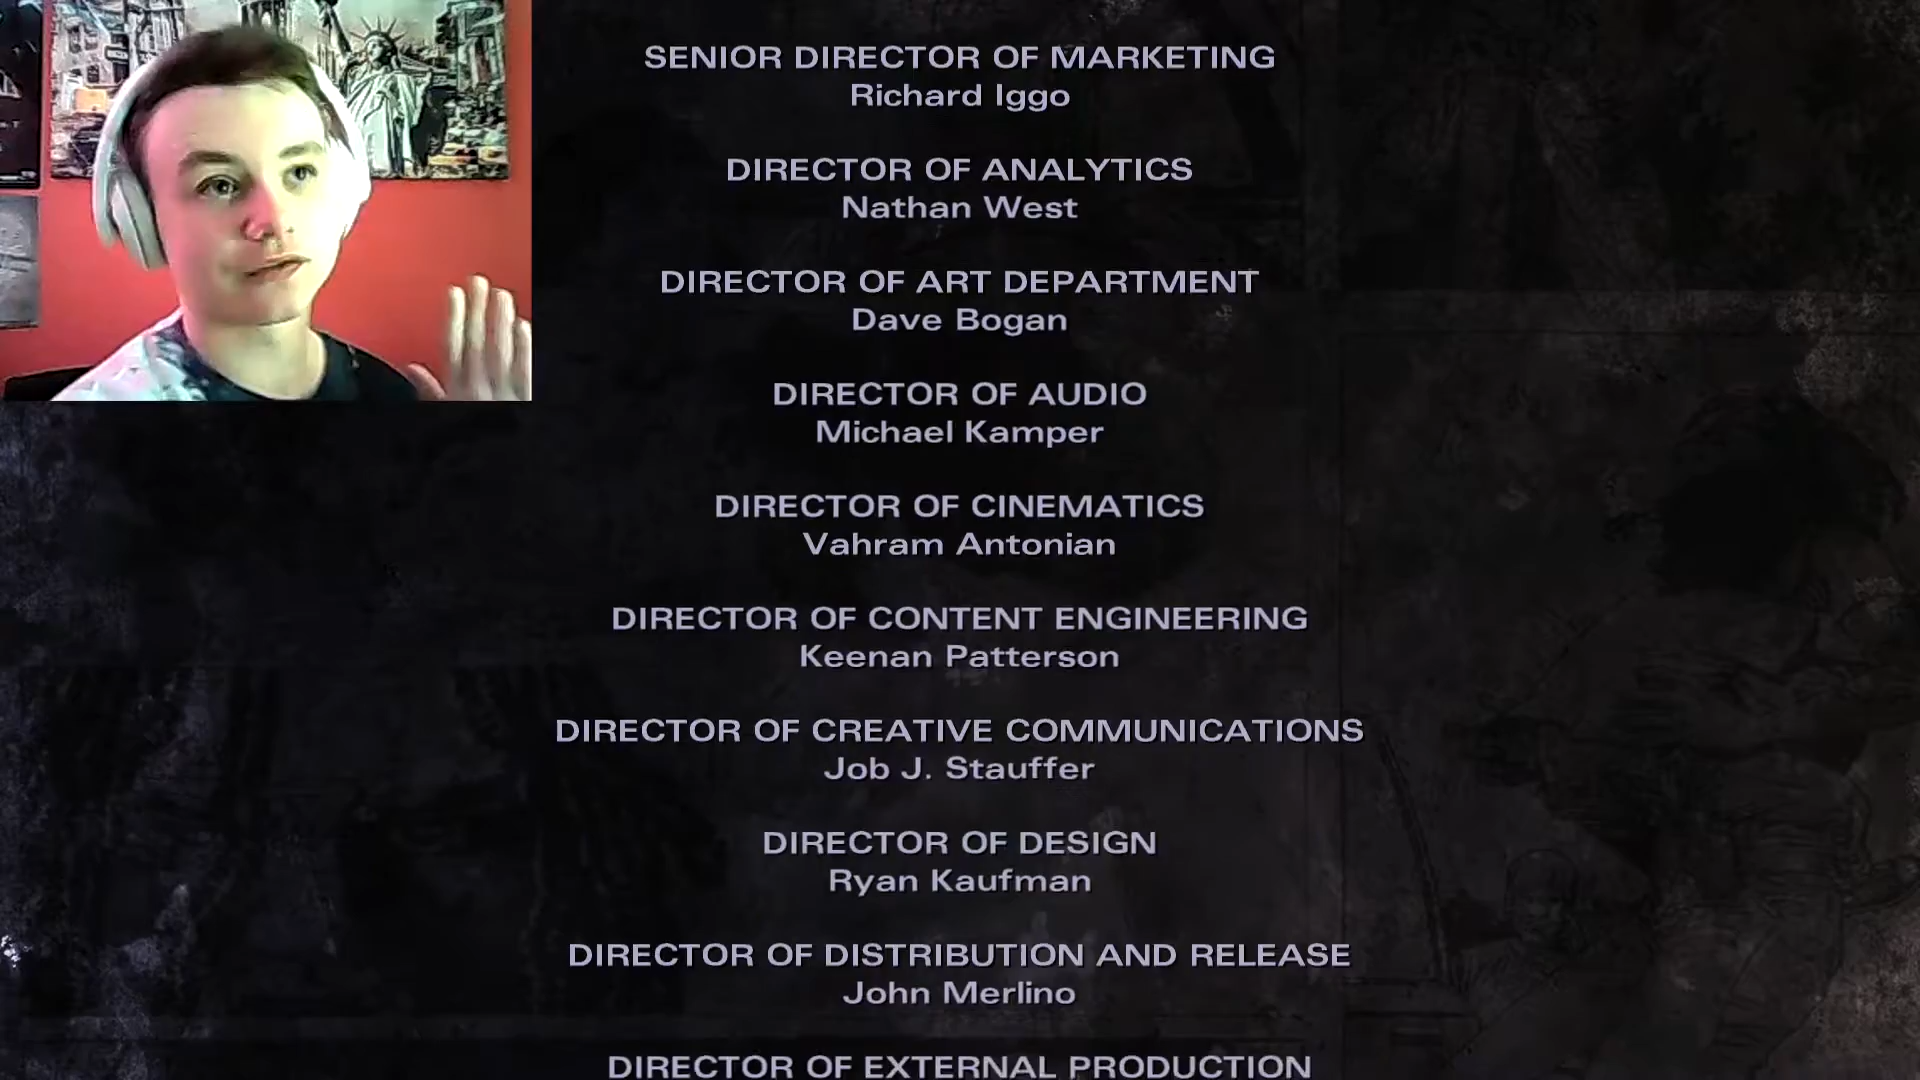 SENIOR DIRECTOR OF MARKETING
Richard Iggo
DIRECTOR OF ANALYTICS
Nathan West
DIRECTOR OF ART DEPARTMENT
Dave Bogan
DIRECTOR OF AUDIO
Michael Kamper
DIRECTOR OF CINEMATICS
Vahram Antonian
DIRECTOR OF CONTENT ENGINEERING
Keenan Patterson
DIRECTOR OF CREATIVE COMMUNICATIONS
Job J. Stauffer
DIRECTOR OF DESIGN
Ryan Kaufman
DIRECTOR OF DISTRIBUTION AND RELEASE
John Merlino
DIRECTOR OF EXTERNAL PRODUCTION